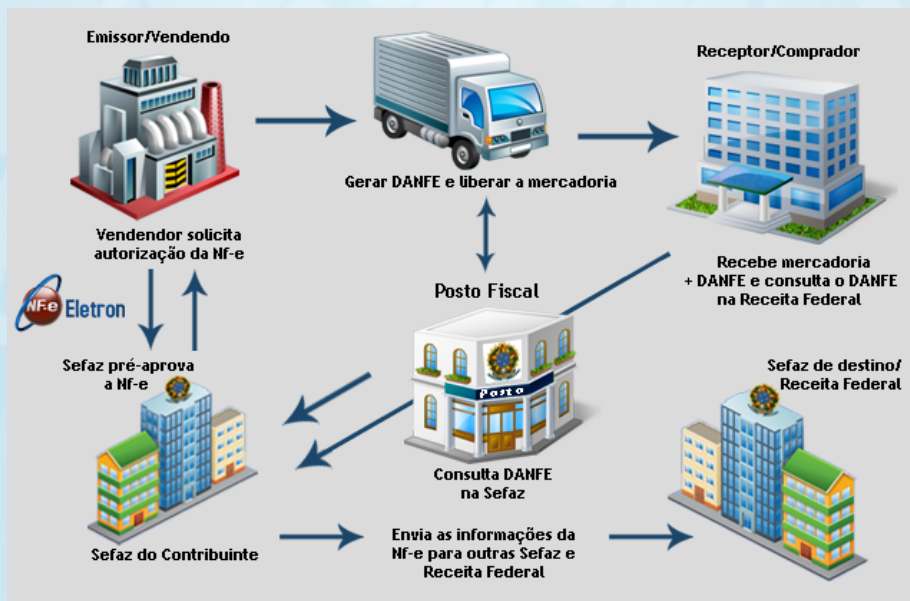 Emissor/Vendendo
Receptor/Comprador
Gerar DANFE e liberar a mercadoria
Vendendor solicita
autorização da Nf-e
Recebe mercadoria
+ DANFE e consulta o DANFE
na Receita Federal
NF-e Eletron
Posto Fiscal
Sefaz pré-aprova
a Nf-e
Sefaz de destino/
Receita Federal
Posto
Consulta DANFE
na Sefaz
Sefaz do Contribuinte
Envia as informações da
Nf-e para outras Sefaz e
Receita Federal